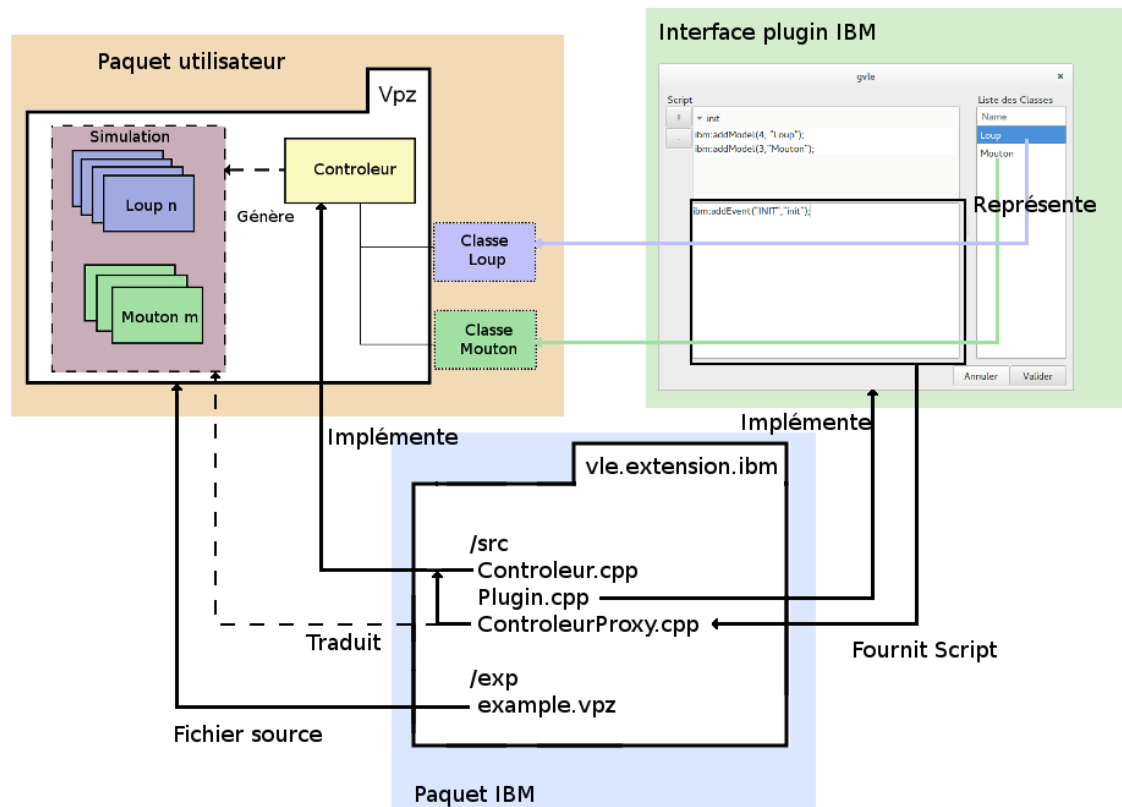 Paquet utilisateur
Vpz
Simulation
Loup n
Mouton m
Controleur
Génère
Classe
Loup
Classe
Mouton
Interface plugin IBM
gvle
×
Script
Liste des Classes
+
-
init
ibm:addModel(4, "Loup");
ibm:addModel(3,"Mouton");
Name
Loup
Mouton
ibm:addEvent("INIT","init");
Représente
Annuler
Valider
Implémente
Implémente
vle.extension.ibm
/src
Controleur.cpp
Plugin.cpp
ControleurProxy.cpp
Traduit
Fournit Script
/exp
example.vpz
Fichier source
Paquet IBM